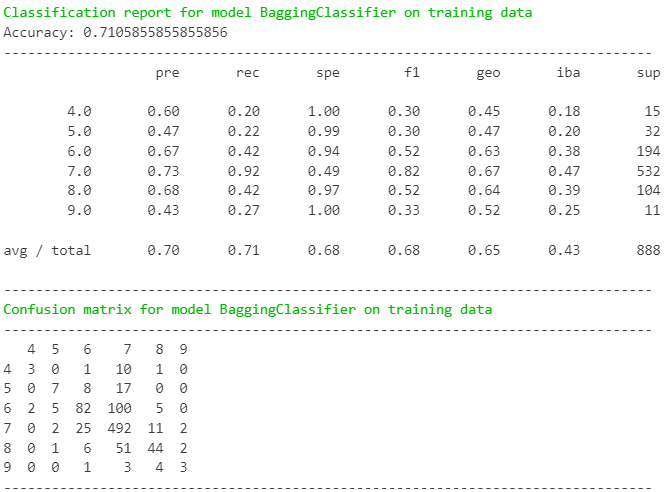 Classification report for model BaggingClassifier on training data
Accuracy: 0.7105855855855856
--------------------------------------------------------------------------------
pre rec spe f1 geo iba sup
4.0 0.60 0.20 1.00 0.30 0.45 0.18 15
5.0 0.47 0.22 0.99 0.30 0.47 0.20 32
6.0 0.67 0.42 0.94 0.52 0.63 0.38 194
7.0 0.73 0.92 0.49 0.82 0.67 0.47 532
8.0 0.68 0.42 0.97 0.52 0.64 0.39 104
9.0 0.43 0.27 1.00 0.33 0.52 0.25 11
avg / total 0.70 0.71 0.68 0.68 0.65 0.43 888
--------------------------------------------------------------------------------
Confusion matrix for model BaggingClassifier on training data
--------------------------------------------------------------------------------
4 5 6 7 8 9
4 3 0 1 10 1 0
5 0 7 8 17 0 0
6 2 5 82 100 5 0
7 0 2 25 492 11 2
8 0 1 6 51 44 2
9 0 0 1 3 4 3
--------------------------------------------------------------------------------